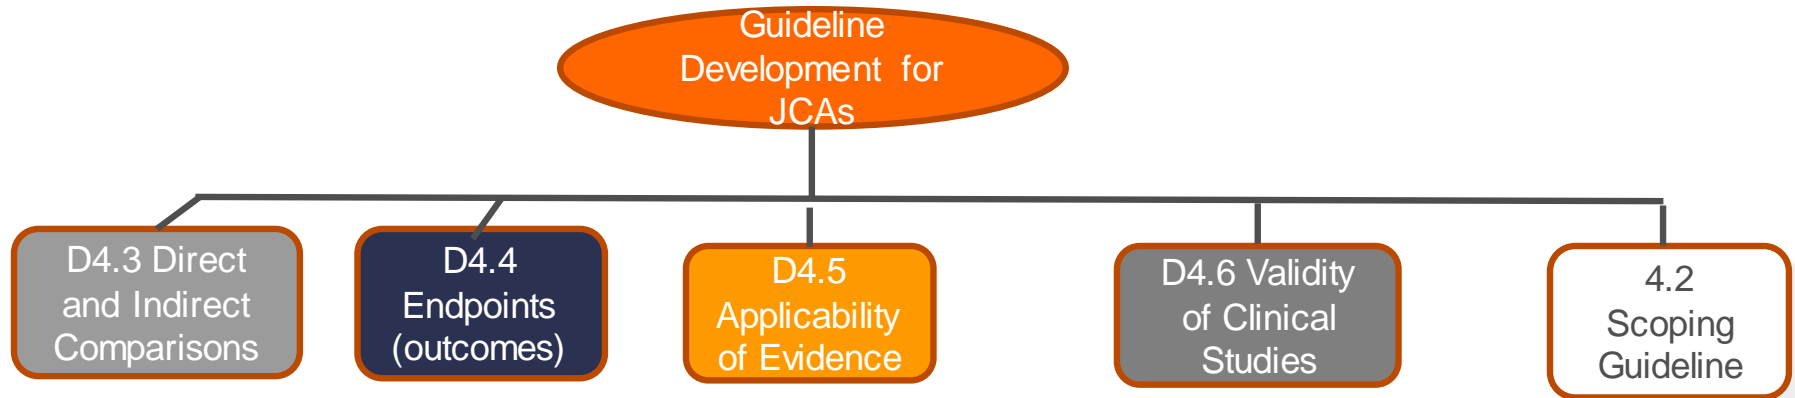 Guideline
Development for
JCAs
D4.3 Direct
and Indirect
Comparisons
D4.4
Endpoints
(outcomes)
D4.5
Applicability
of Evidence
D4.6 Validity
of Clinical
Studies
4.2
Scoping
Guideline